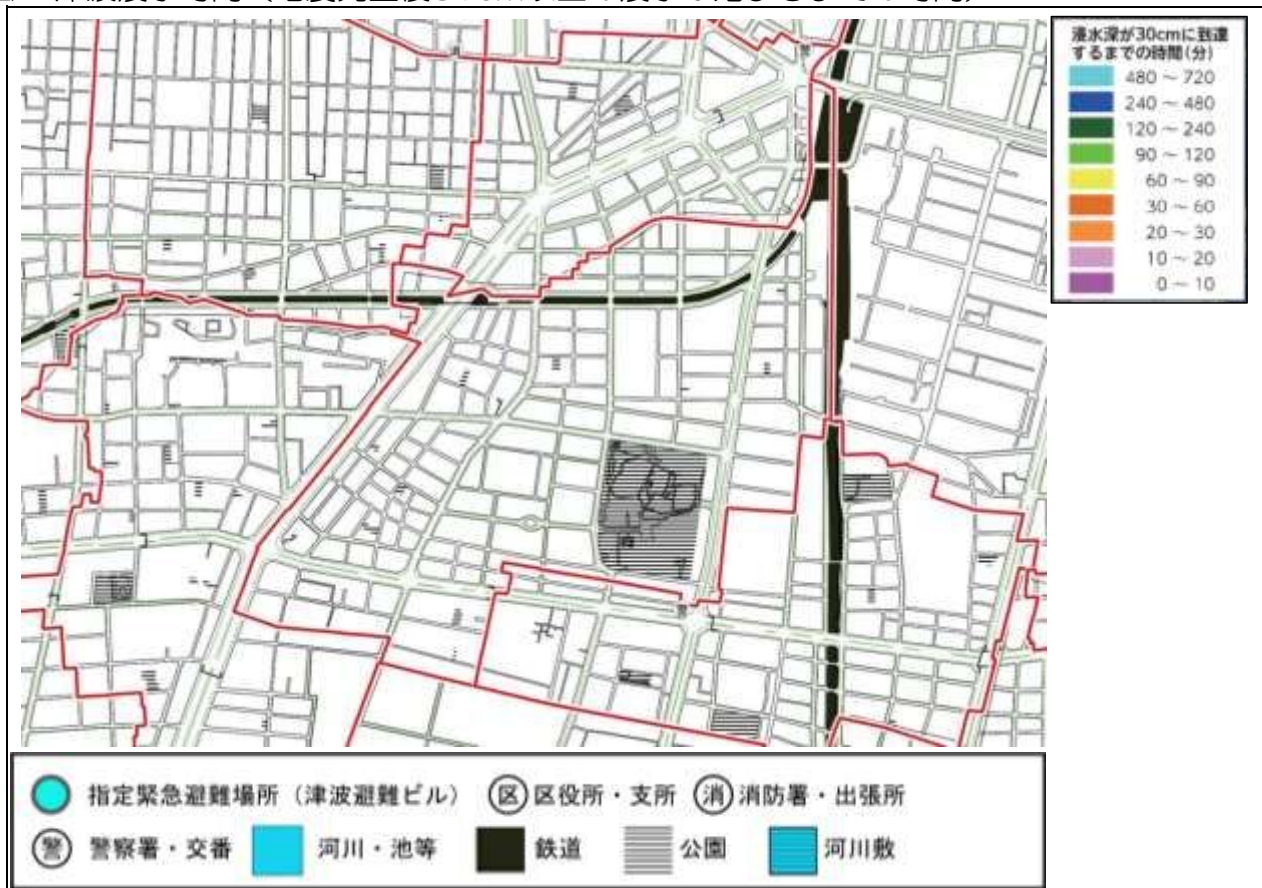 浸水深が30cmに到達
するまでの時間(分)
480 ～ 720
240 ～ 480
120 ～ 240
90 ～ 120
60 ～ 90
30 ～ 60
20 ～ 30
10 ～ 20
0 ～ 10
指定緊急避難場所（津波避難ビル） 区 区役所・支所 消 消防署・出張所
警 警察署・交番 河川・池等 鉄道 公園 河川敷